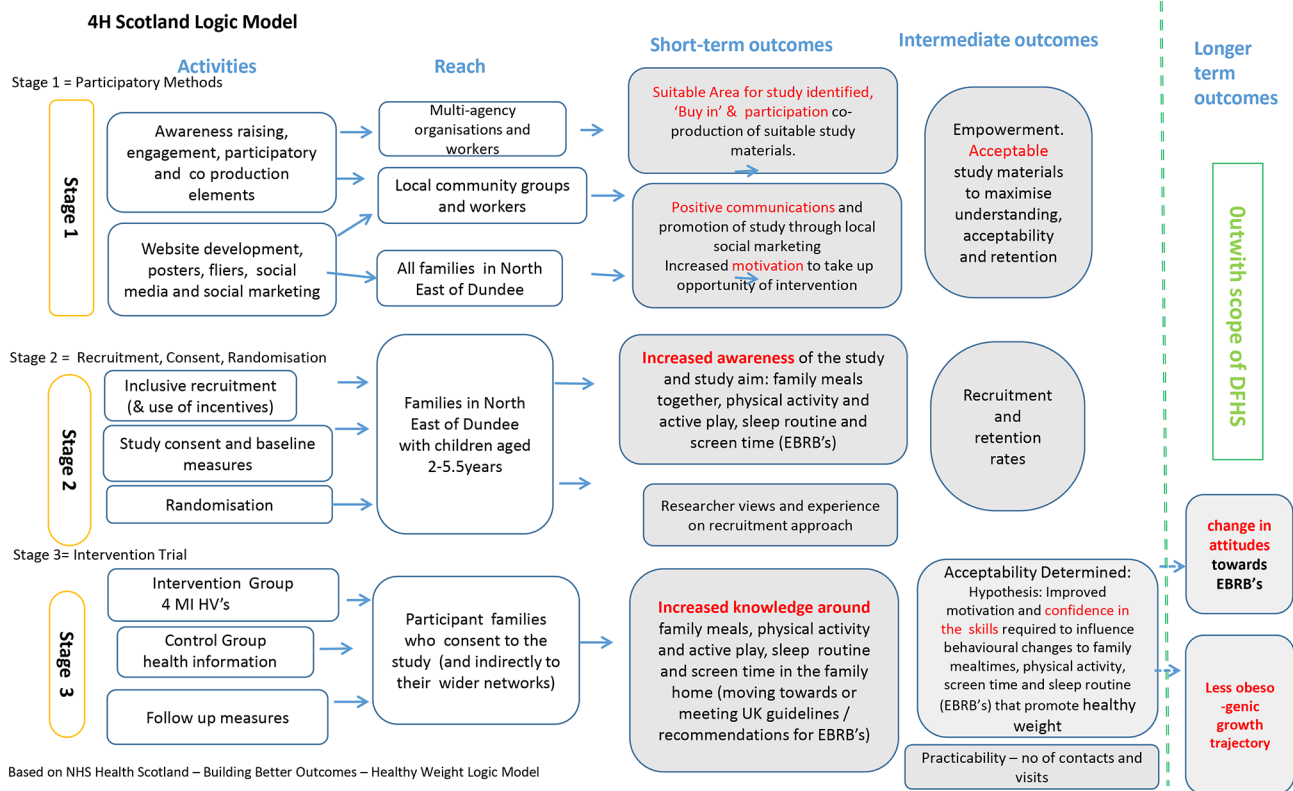 4H Scotland Logic Model
Activities
Reach
Short-term outcomes
Intermediate outcomes
Longer
term
outcomes
Stage 1 = Participatory Methods
Stage 1
Awareness raising,
engagement, participatory
and co production
elements
Website development,
posters, fliers, social
media and social marketing
Multi-agency
organisations and
workers
Local community groups
and workers
All families in North
East of Dundee
Suitable Area for study identified,
‘Buy in’ & participation co-
production of suitable study
materials.
Positive communications and
promotion of study through local
social marketing
Increased motivation to take up
opportunity of intervention
Empowerment.
Acceptable
study materials
to maximise
understanding,
acceptability
and retention
Outwith scope of DFHS
Stage 2 = Recruitment, Consent, Randomisation
Stage 2
Inclusive recruitment
(& use of incentives)
Study consent and baseline
measures
Randomisation
Families in North
East of Dundee
with children aged
2-5.5years
Increased awareness of the study
and study aim: family meals
together, physical activity and
active play, sleep routine and
screen time (EBRB’s)
Researcher views and experience
on recruitment approach
Recruitment
and
retention
rates
Stage 3= Intervention Trial
Stage 3
Intervention Group
4 MI HV’s
Control Group
health information
Follow up measures
Participant families
who consent to the
study (and indirectly to
their wider networks)
Increased knowledge around
family meals, physical activity
and active play, sleep routine
and screen time in the family
home (moving towards or
meeting UK guidelines /
recommendations for EBRB’s)
Acceptability Determined:
Hypothesis: Improved
motivation and confidence in
the skills required to influence
behavioural changes to family
mealtimes, physical activity,
screen time and sleep routine
(EBRB’s) that promote healthy
weight
Practicability – no of contacts and
visits
change in
attitudes
towards
EBRB’s
Less obeso
-genic
growth
trajectory
Based on NHS Health Scotland – Building Better Outcomes – Healthy Weight Logic Model